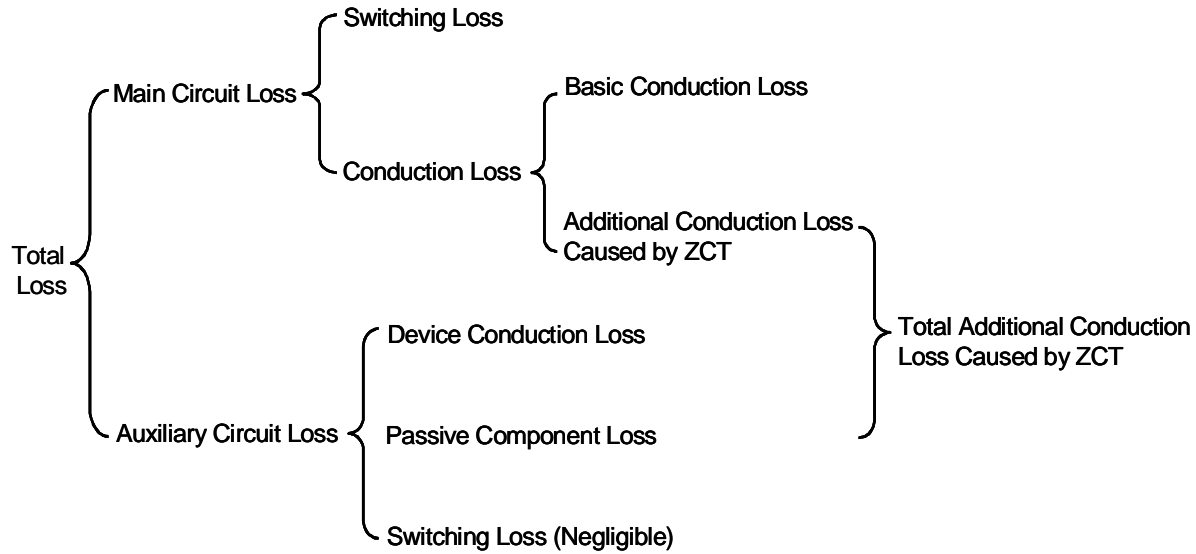 Switching Loss
Main Circuit Loss
Basic Conduction Loss
Conduction Loss
Additional Conduction Loss
Caused by ZCT
Total
Loss
Device Conduction Loss
Total Additional Conduction
Loss Caused by ZCT
Auxiliary Circuit Loss
Passive Component Loss
Switching Loss (Negligible)